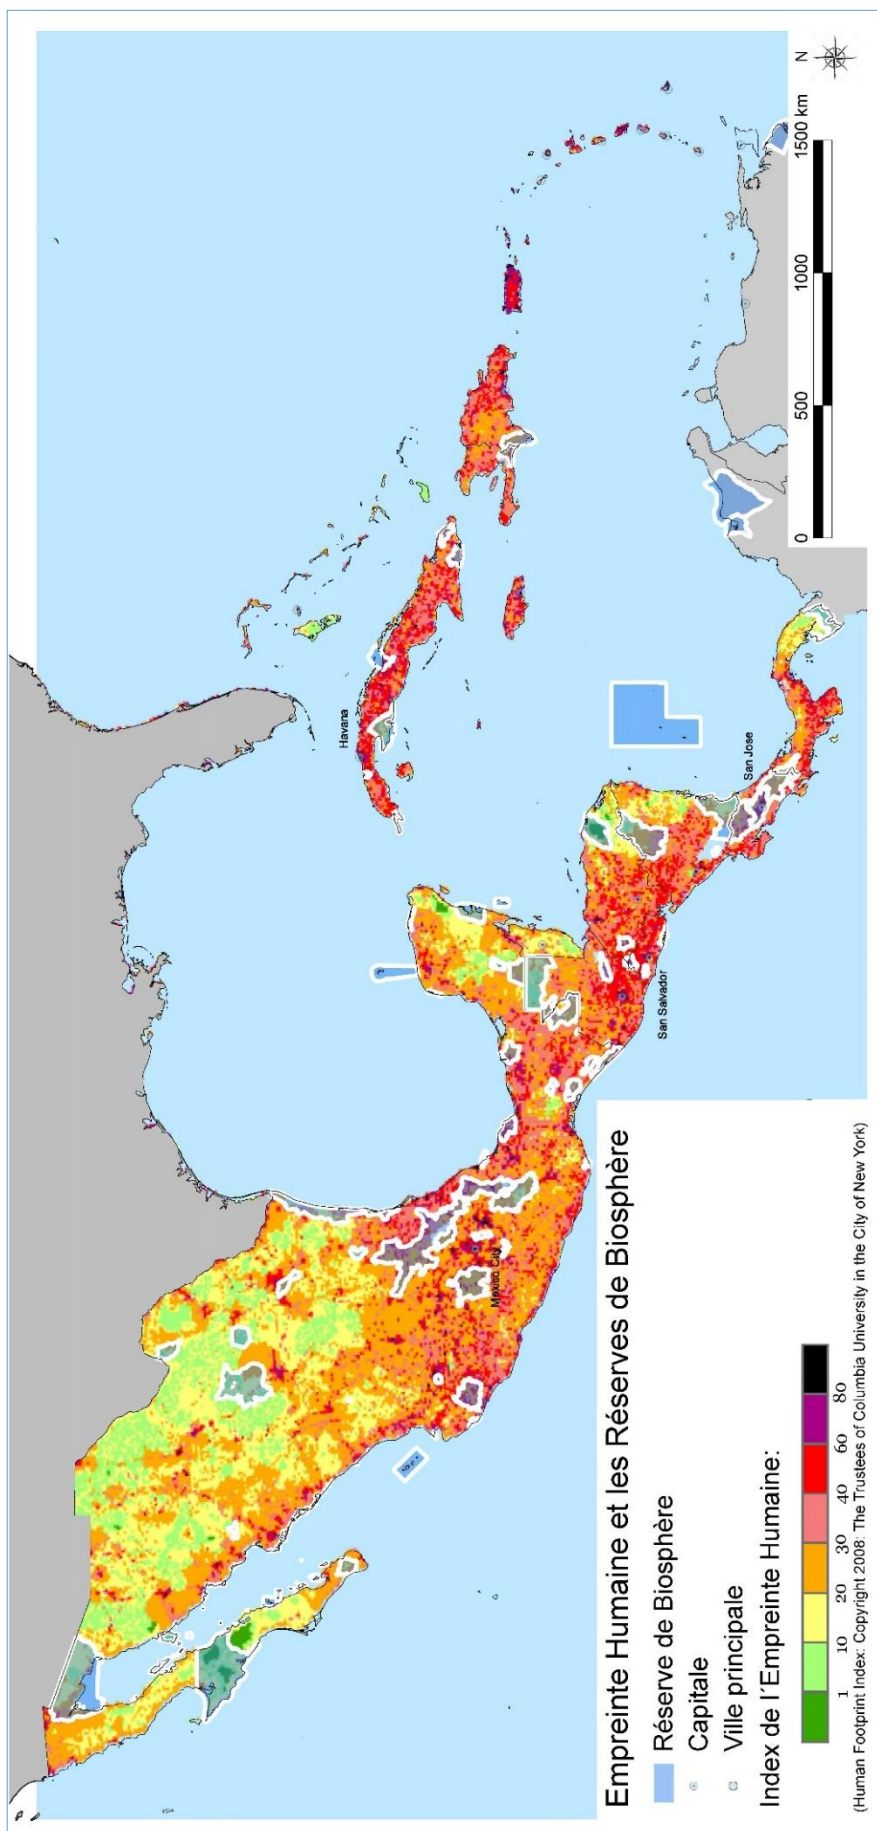 Havana
San Jose
San Salvador
Mexico City
N
0 500 1000 1500 km
Empreinte Humaine et les Réserves de Biosphère
Réserve de Biosphère
Capitale
Ville principale
Index de l´Empreinte Humaine:
1 10 20 30 40 60 80
(Human Footprint Index: Copyright 2008: The Trustees of Columbia University in the City of New York)